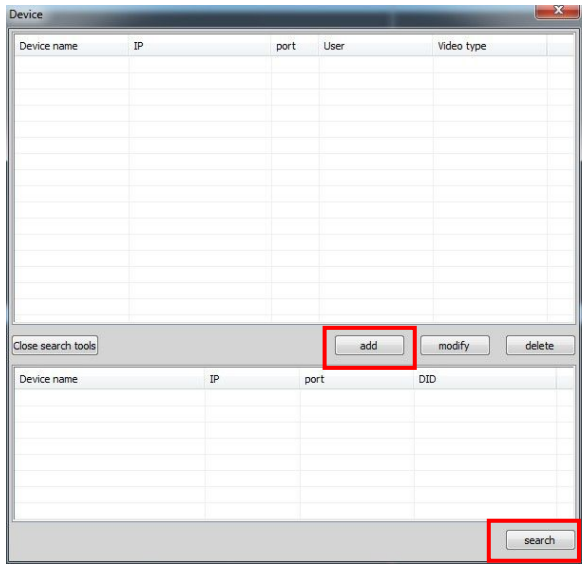 Device
Device name IP port User Video type
Close search tools add modify delete
Device name IP port DID
search